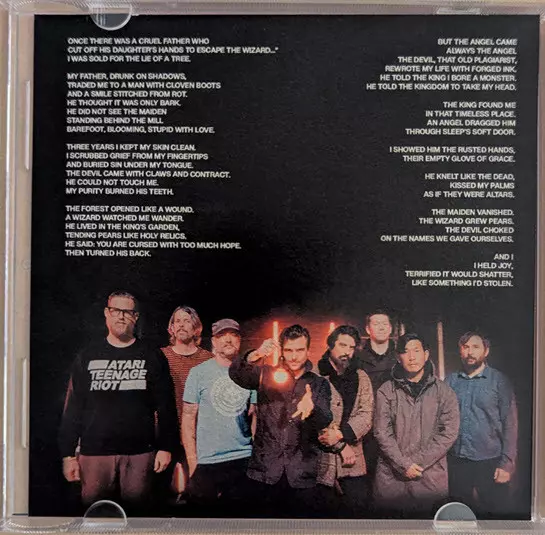 ONCE THERE WAS A CRUEL FATHER WHO
CUT OFF HIS DAUGHTER'S HANDS TO ESCAPE THE WIZARD..."
I WAS SOLD FOR THE LIE OF A TREE.
MY FATHER, DRUNK ON SHADOWS,
TRADED ME TO A MAN WITH CLOVEN BOOTS
AND A SMILE STITCHED FROM ROT.
HE THOUGHT IT WAS ONLY BARK.
HE DID NOT SEE THE MAIDEN
STANDING BEHIND THE MILL
BAREFOOT, BLOOMING, STUPID WITH LOVE.
THREE YEARS I KEPT MY SKIN CLEAN.
I SCRUBBED GRIEF FROM MY FINGERTIPS
AND BURIED SIN UNDER MY TONGUE.
THE DEVIL CAME WITH CLAWS AND CONTRACT.
HE COULD NOT TOUCH ME.
MY PURITY BURNED HIS TEETH.
THE FOREST OPENED LIKE A WOUND.
A WIZARD WATCHED ME WANDER.
HE LIVED IN THE KING'S GARDEN,
TENDING PEARS LIKE HOLY RELICS.
HE SAID: YOU ARE CURSED WITH TOO MUCH HOPE.
THEN TURNED HIS BACK.
BUT THE ANGEL CAME
ALWAYS THE ANGEL
THE DEVIL, THAT OLD PLAGIARIST,
REWROTE MY LIFE WITH FORGED INK.
HE TOLD THE KING I BORE A MONSTER.
HE TOLD THE KINGDOM TO TAKE MY HEAD.
THE KING FOUND ME
IN THAT TIMELESS PLACE.
AN ANGEL DRAGGED HIM
THROUGH SLEEP'S SOFT DOOR.
I SHOWED HIM THE RUSTED HANDS,
THEIR EMPTY GLOVE OF GRACE.
HE KNELT LIKE THE DEAD,
KISSED MY PALMS
AS IF THEY WERE ALTARS.
THE MAIDEN VANISHED.
THE WIZARD GREW PEARS.
THE DEVIL CHOKED
ON THE NAMES WE GAVE OURSELVES.
AND I
I HELD JOY,
TERRIFIED IT WOULD SHATTER,
LIKE SOMETHING I'D STOLEN.
ATARI
TEENAGE
RIOT